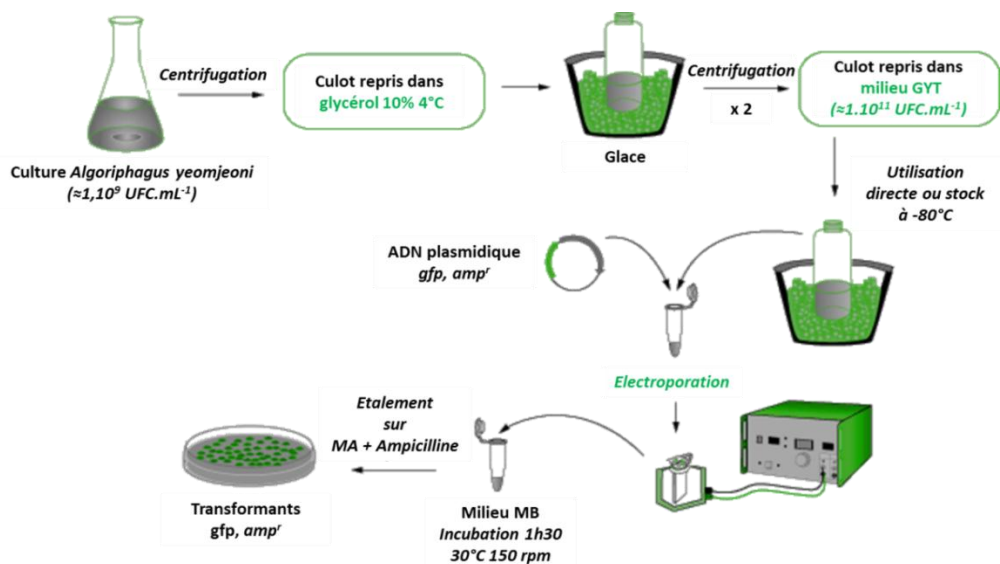 Centrifugation
Culot repris dans
glycérol 10% 4°C
Glace
Centrifugation
x 2
Culot repris dans
milieu GYT
(≈1.10¹¹ UFC.mL⁻¹)
Culture Algoriphagus yeomjeoni
(≈1,10⁹ UFC.mL⁻¹)
Utilisation
directe ou stock
à -80°C
ADN plasmidique
gfp, ampʳ
Electroporation
Etalement
sur
MA + Ampicilline
Transformants
gfp, ampʳ
Milieu MB
Incubation 1h30
30°C 150 rpm